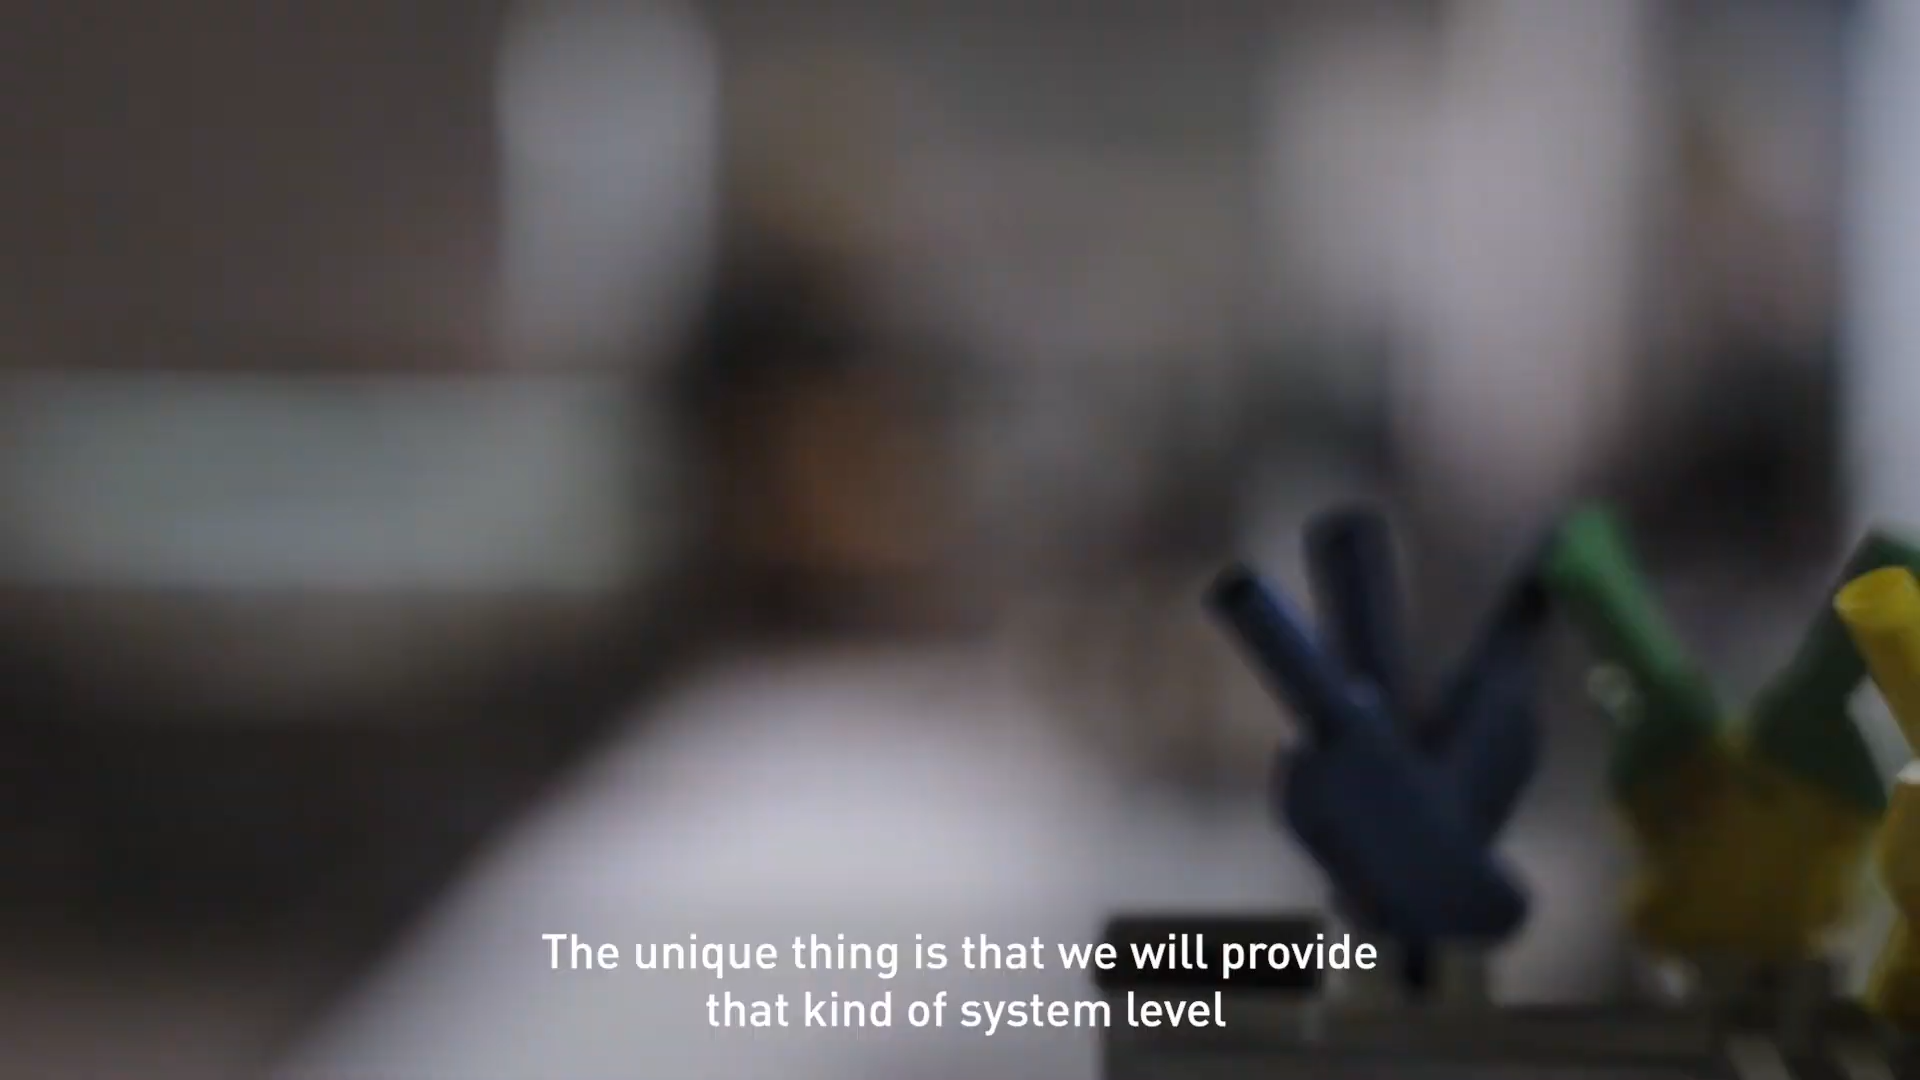 The unique thing is that we will provide
that kind of system level